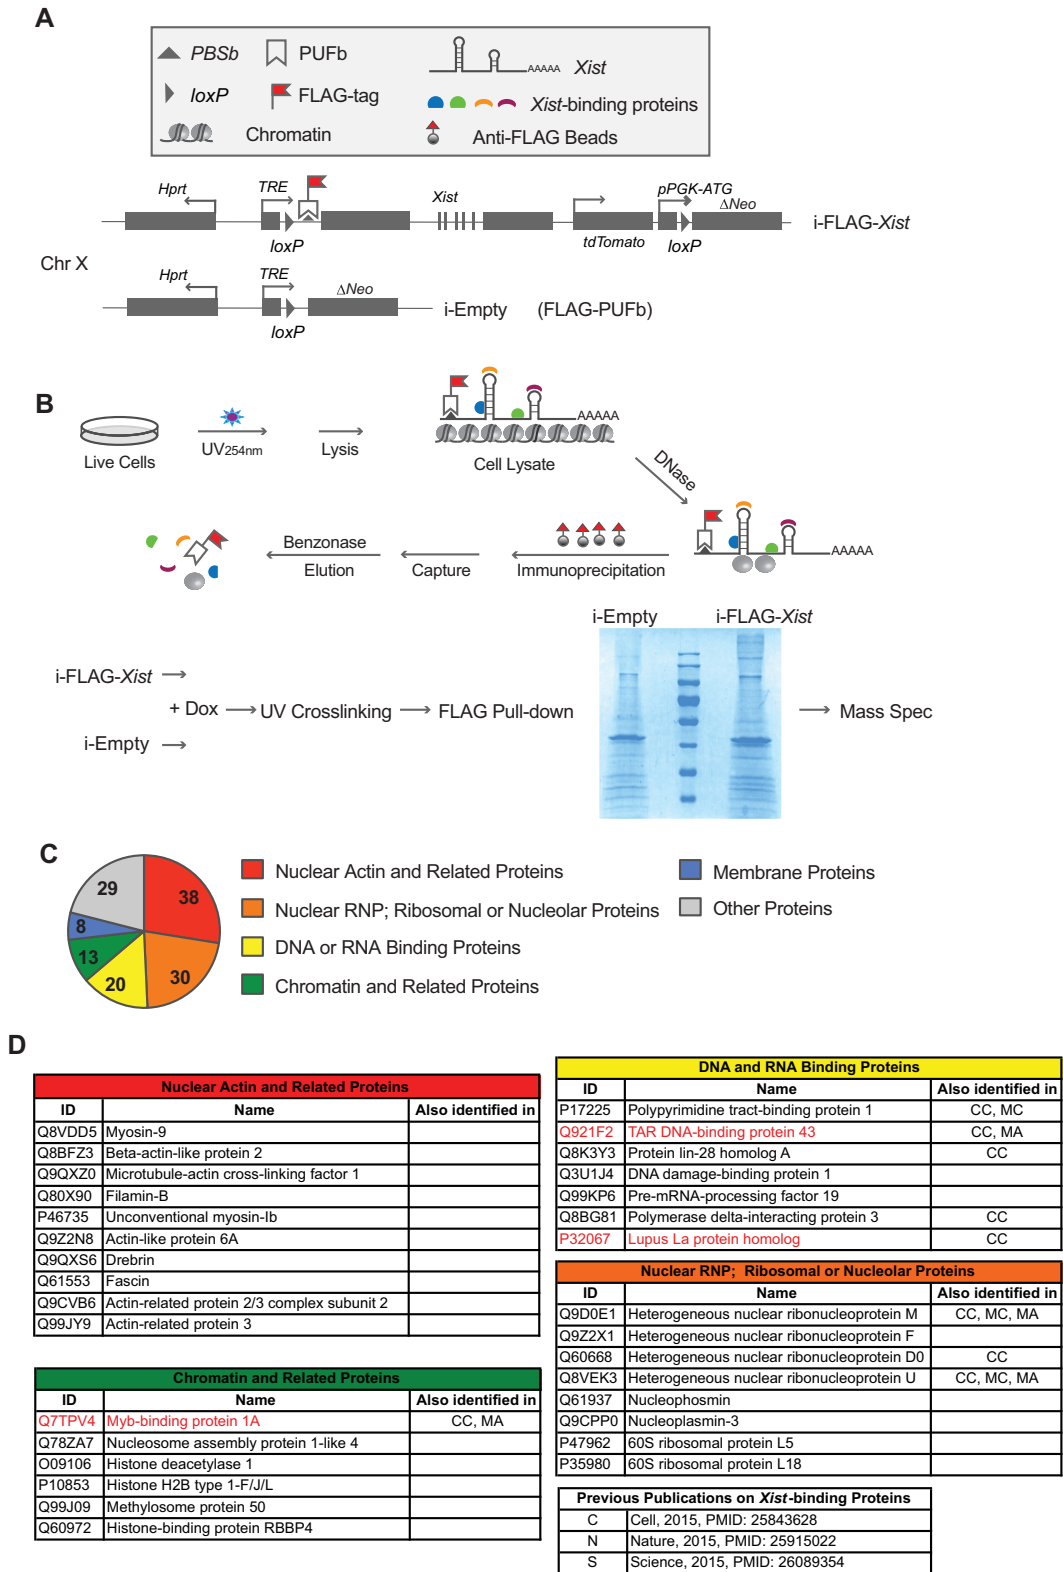 A
PBSb
PUFb
Xist
AAAAA
loxP
FLAG-tag
Xist-binding proteins
Chromatin
Anti-FLAG Beads
Hprt
TRE
Xist
pPGK-ATG
ΔNeo
i-FLAG-Xist
loxP
tdTomato
loxP
Chr X
Hprt
TRE
ΔNeo
i-Empty (FLAG-PUFb)
loxP
B
Live Cells
UV254nm
Lysis
AAAAA
Cell Lysate
DNase
AAAAA
Immunoprecipitation
Capture
Benzonase
Elution
i-Empty
i-FLAG-Xist
i-FLAG-Xist
+ Dox
UV Crosslinking
FLAG Pull-down
Mass Spec
i-Empty
C
29
38
8
13
20
30
Nuclear Actin and Related Proteins
Nuclear RNP; Ribosomal or Nucleolar Proteins
DNA or RNA Binding Proteins
Chromatin and Related Proteins
Membrane Proteins
Other Proteins
D
Nuclear Actin and Related Proteins
ID Name Also identified in
Q8VDD5 Myosin-9
Q8BFZ3 Beta-actin-like protein 2
Q9QXZ0 Microtubule-actin cross-linking factor 1
Q80X90 Filamin-B
P46735 Unconventional myosin-Ib
Q9Z2N8 Actin-like protein 6A
Q9QXS6 Drebrin
Q61553 Fascin
Q9CVB6 Actin-related protein 2/3 complex subunit 2
Q99JY9 Actin-related protein 3
Chromatin and Related Proteins
ID Name Also identified in
Q7TPV4 Myb-binding protein 1A CC, MA
Q78ZA7 Nucleosome assembly protein 1-like 4
O09106 Histone deacetylase 1
P10853 Histone H2B type 1-F/J/L
Q99J09 Methylosome protein 50
Q60972 Histone-binding protein RBBP4
DNA and RNA Binding Proteins
ID Name Also identified in
P17225 Polypyrimidine tract-binding protein 1 CC, MC
Q921F2 TAR DNA-binding protein 43 CC, MA
Q8K3Y3 Protein lin-28 homolog A CC
Q3U1J4 DNA damage-binding protein 1
Q99KP6 Pre-mRNA-processing factor 19
Q8BG81 Polymerase delta-interacting protein 3 CC
P32067 Lupus La protein homolog CC
Nuclear RNP; Ribosomal or Nucleolar Proteins
ID Name Also identified in
Q9D0E1 Heterogeneous nuclear ribonucleoprotein M CC, MC, MA
Q9Z2X1 Heterogeneous nuclear ribonucleoprotein F
Q60668 Heterogeneous nuclear ribonucleoprotein D0 CC
Q8VEK3 Heterogeneous nuclear ribonucleoprotein U CC, MC, MA
Q61937 Nucleophosmin
Q9CPP0 Nucleoplasmin-3
P47962 60S ribosomal protein L5
P35980 60S ribosomal protein L18
Previous Publications on Xist-binding Proteins
C Cell, 2015, PMID: 25843628
N Nature, 2015, PMID: 25915022
S Science, 2015, PMID: 26089354